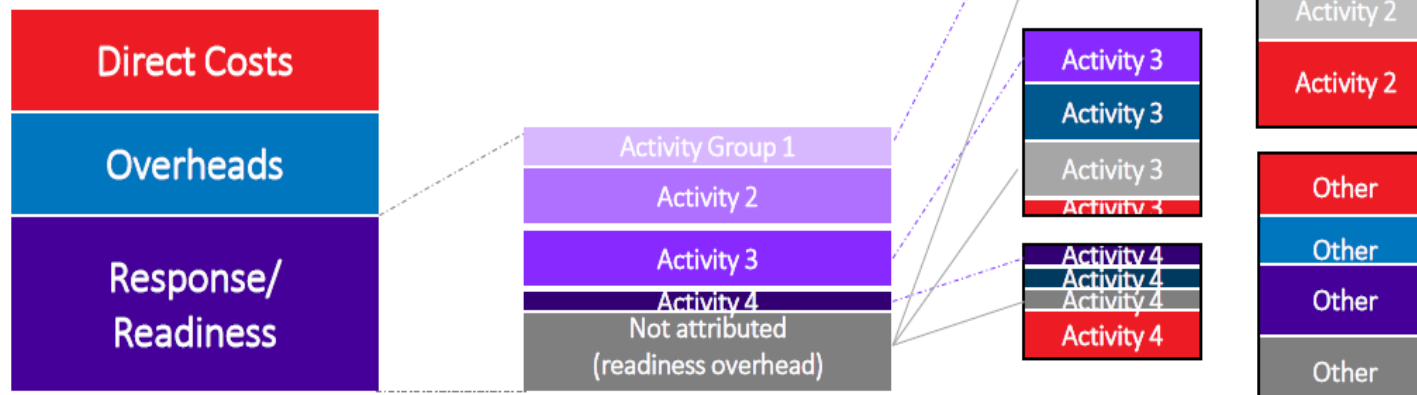 Direct Costs
Overheads
Response/
Readiness
Activity Group 1
Activity 2
Activity 3
Activity 4
Not attributed
(readiness overhead)
Activity 3
Activity 3
Activity 3
Activity 3
Activity 4
Activity 4
Activity 4
Activity 4
Activity 2
Activity 2
Other
Other
Other
Other